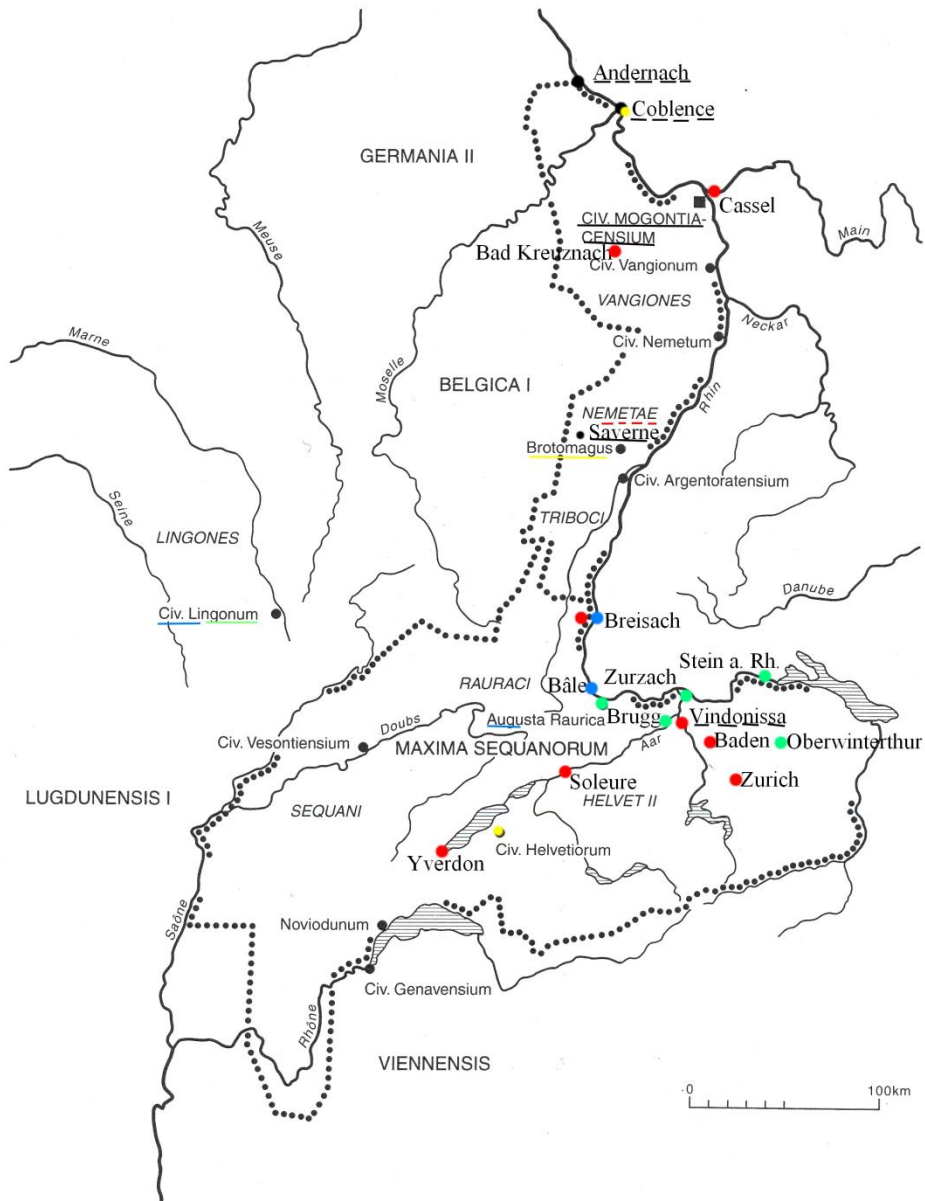 Andernach
Coblence
GERMANIA II
Cassel
CIV. MOGONTIA-
CENSIUM
Bad Kreuznach
Civ. Vangionum
Main
Meuse
VANGIONES
Neckar
Marne
Civ. Nemetum
Moselle
BELGICA I
Rhin
NEMETAE
Saverne
Brotomagus
Civ. Argentoratensium
Seine
TRIBOCI
LINGONES
Danube
Civ. Lingonum
Breisach
Stein a. Rh.
Bâle
Zurzach
RAURACI
Augusta Raurica
Brugg
Vindonissa
Doubs
Civ. Vesontiensium
MAXIMA SEQUANORUM
Aar
Baden
Oberwinterthur
Soleure
Zurich
LUGDUNENSIS I
SEQUANI
HELVET II
Civ. Helvetiorum
Yverdon
Saône
Noviodunum
Civ. Genavensium
Rhône
VIENNENSIS
0
100km